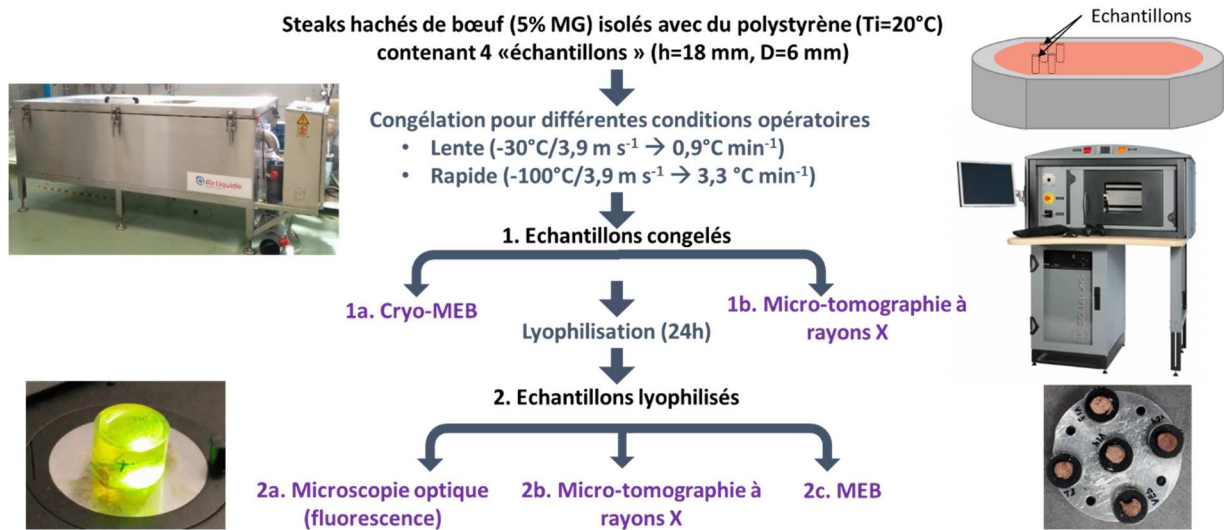 Steaks hachés de bœuf (5% MG) isolés avec du polystyrène (Ti=20°C)
contenant 4 «échantillons » (h=18 mm, D=6 mm)
Echantillons
Congélation pour différentes conditions opératoires
• Lente (-30°C/3,9 m s⁻¹ → 0,9°C min⁻¹)
• Rapide (-100°C/3,9 m s⁻¹ → 3,3 °C min⁻¹)
Air Liquide
1. Echantillons congelés
1a. Cryo-MEB
1b. Micro-tomographie à
rayons X
Lyophilisation (24h)
2. Echantillons lyophilisés
2a. Microscopie optique
(fluorescence)
2b. Micro-tomographie à
rayons X
2c. MEB